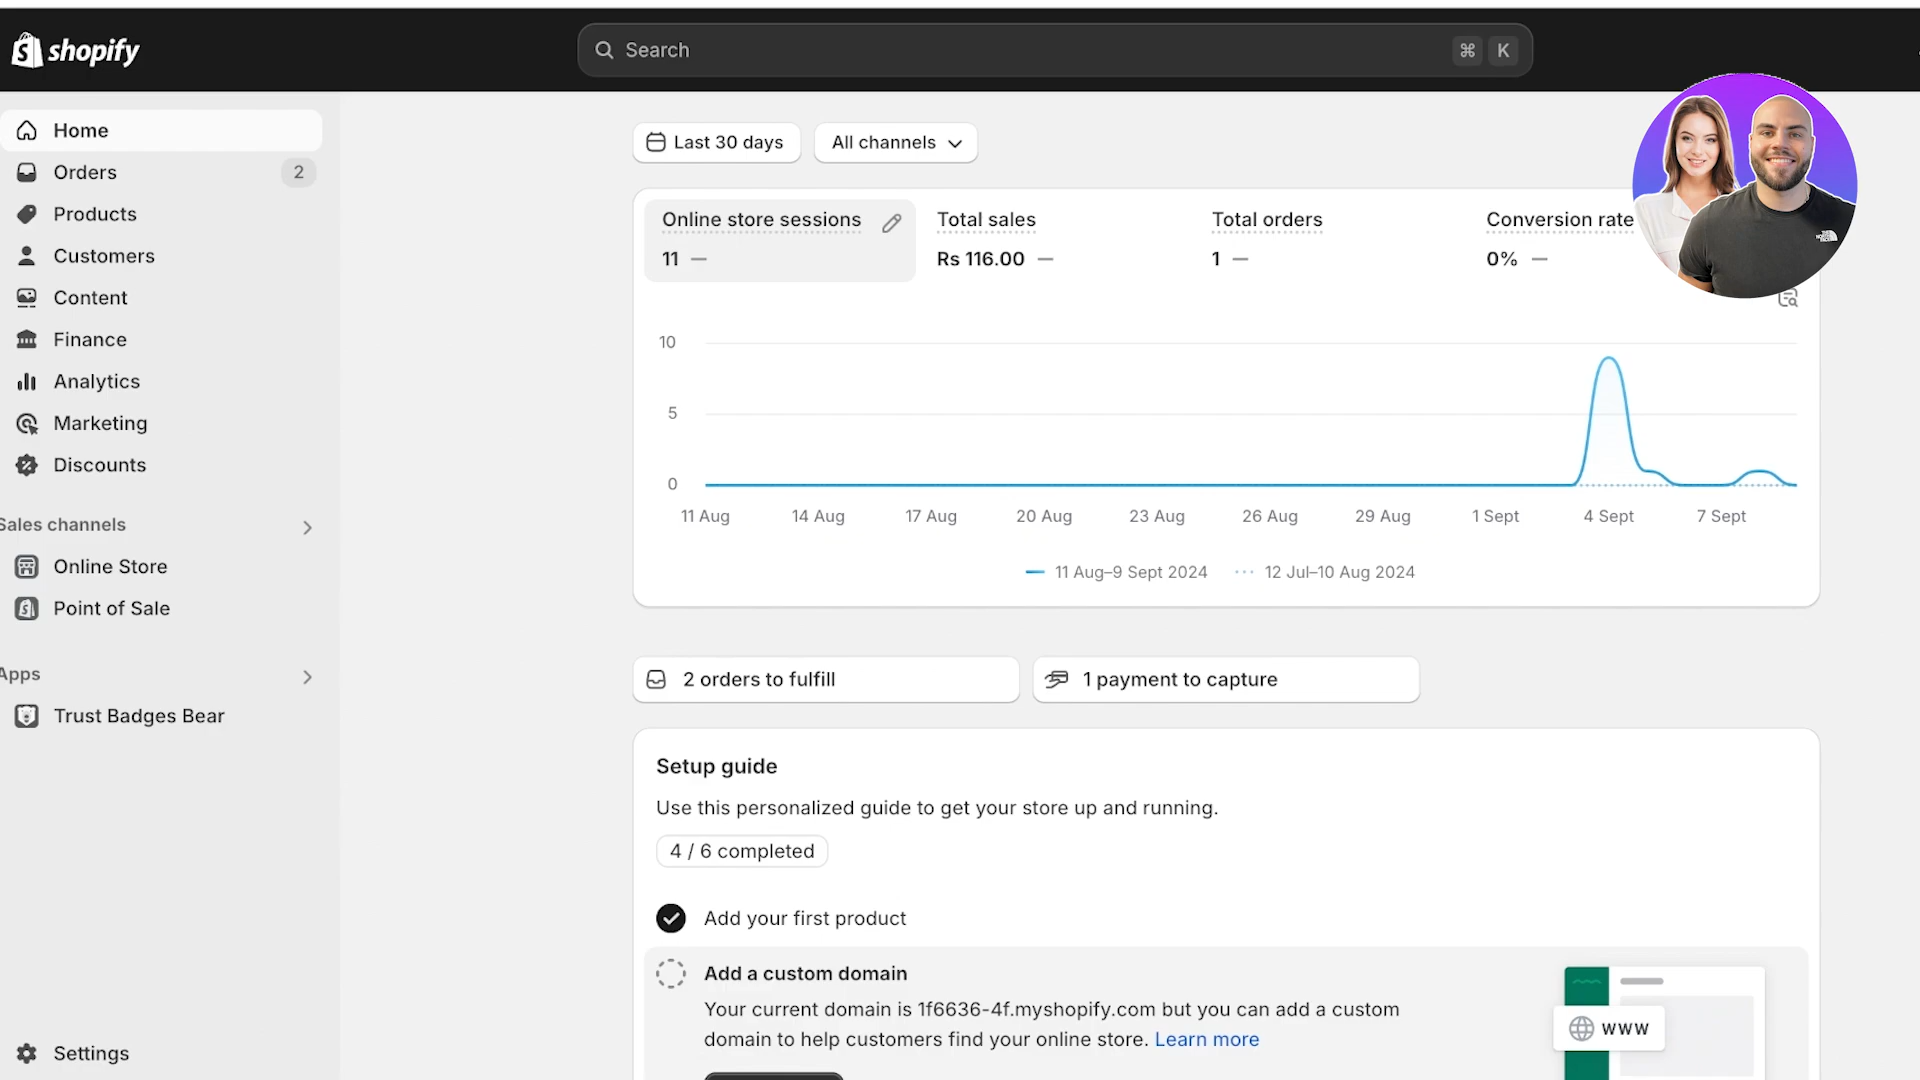 shopify
Search
⌘ K
Home
Orders 2
Products
Customers
Content
Finance
Analytics
Marketing
Discounts
Sales channels
Online Store
Point of Sale
Apps
Trust Badges Bear
Settings
Last 30 days All channels
Online store sessions Total sales Total orders Conversion rate
11 — Rs 116.00 — 1 — 0% —
10
5
0
11 Aug 14 Aug 17 Aug 20 Aug 23 Aug 26 Aug 29 Aug 1 Sept 4 Sept 7 Sept
11 Aug–9 Sept 2024 12 Jul–10 Aug 2024
2 orders to fulfill 1 payment to capture
Setup guide
Use this personalized guide to get your store up and running.
4 / 6 completed
Add your first product
Add a custom domain
Your current domain is 1f6636-4f.myshopify.com but you can add a custom
domain to help customers find your online store. Learn more
WWW